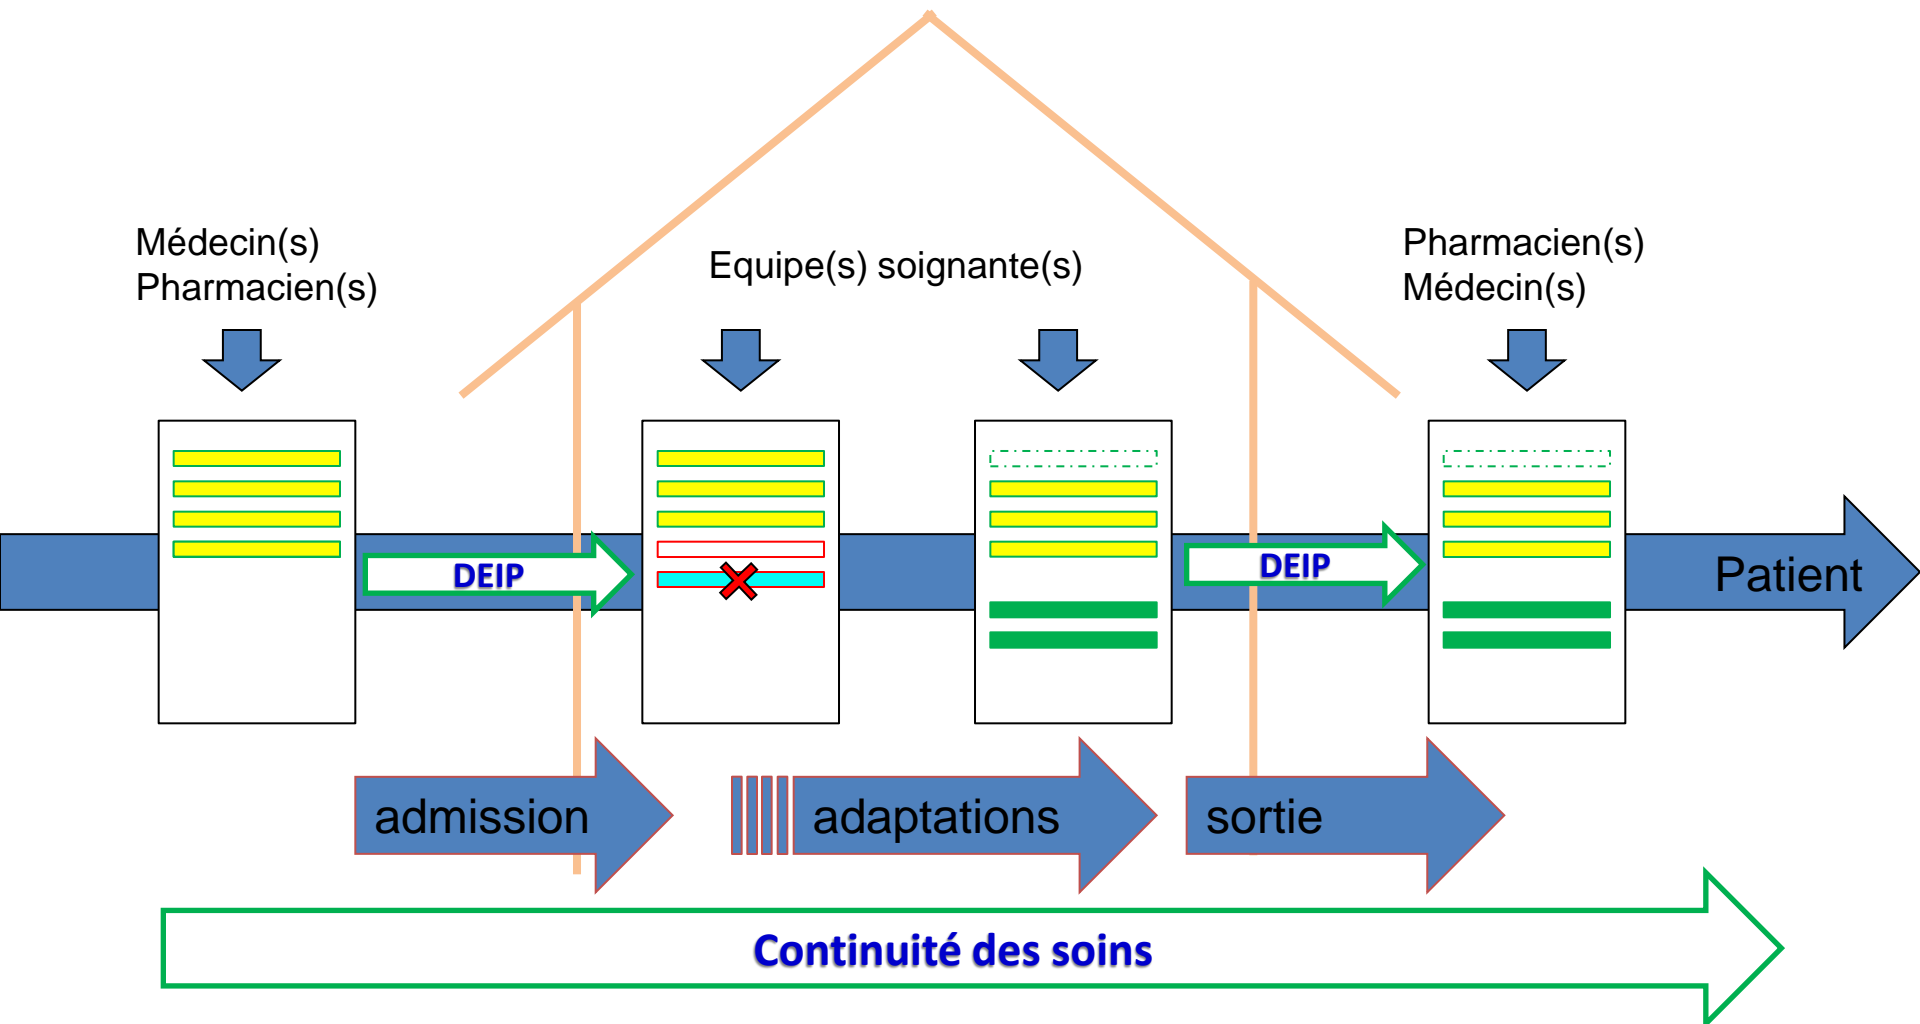 Médecin(s)
Pharmacien(s)
Equipe(s) soignante(s)
Pharmacien(s)
Médecin(s)
DEIP
DEIP
Patient
admission
adaptations
sortie
Continuité des soins